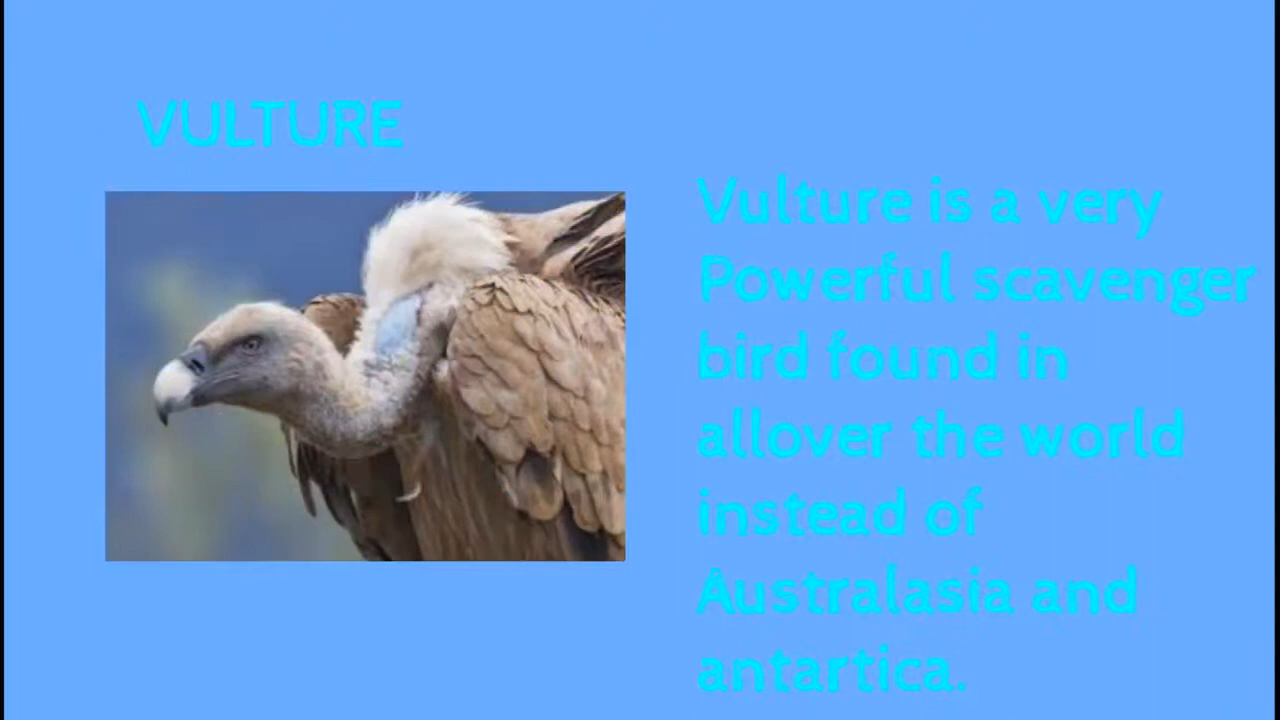 VULTURE
Vulture is a very
Powerful scavenger
bird found in
allover the world
instead of
Australasia and
antartica.